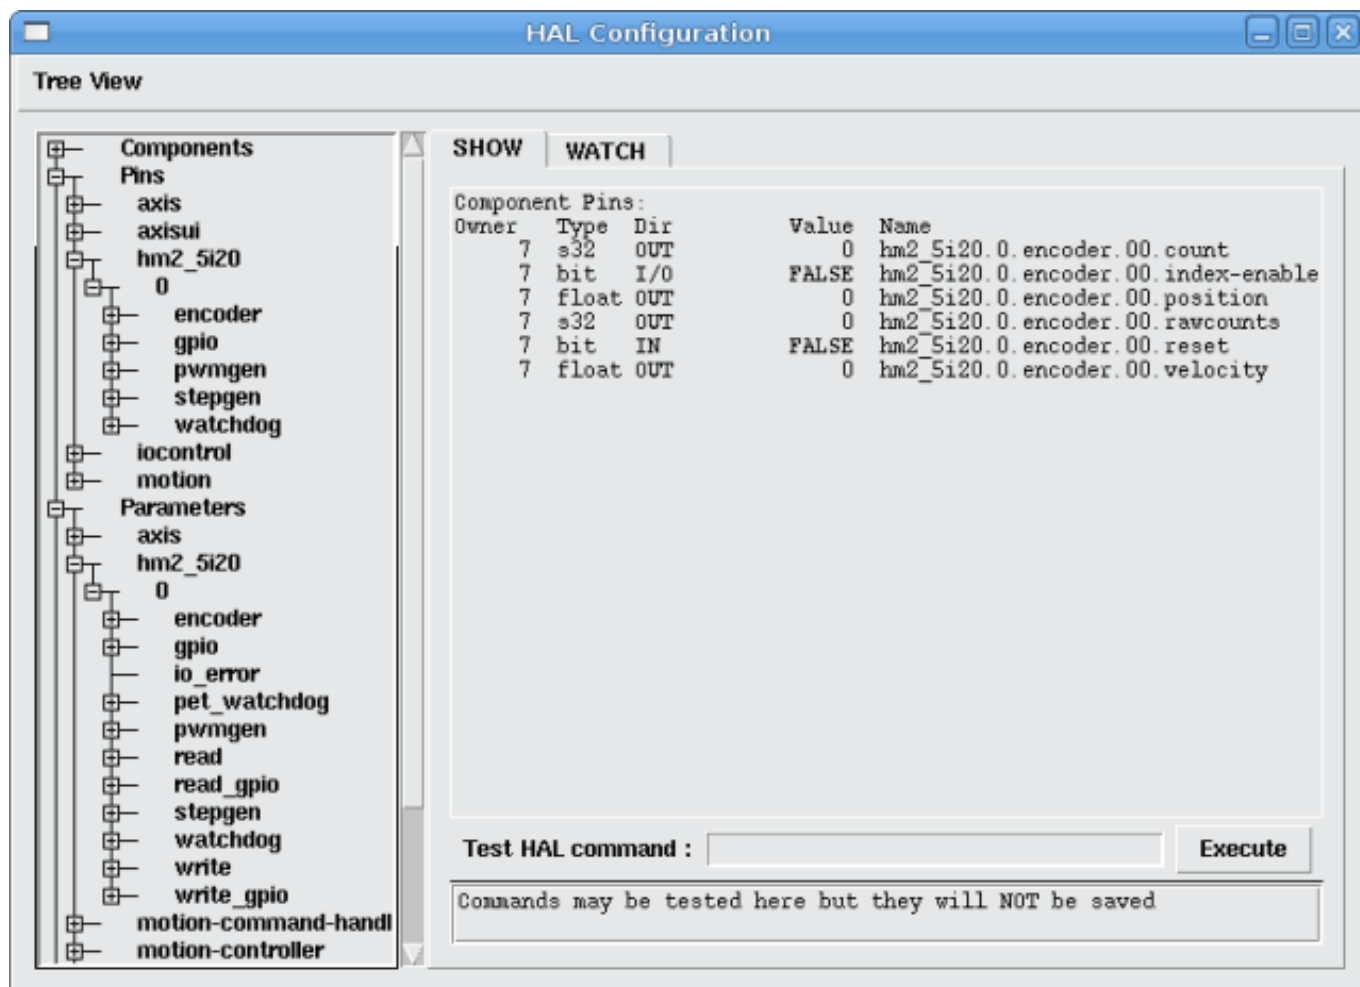 HAL Configuration
Tree View
Components
Pins
axis
axisui
hm2_5i20
0
encoder
gpio
pwmgen
stepgen
watchdog
iocontrol
motion
Parameters
axis
hm2_5i20
0
encoder
gpio
io_error
pet_watchdog
pwmgen
read
read_gpio
stepgen
watchdog
write
write_gpio
motion-command-handl
motion-controller
SHOW WATCH
Component Pins:
Owner Type Dir Value Name
7 s32 OUT 0 hm2_5i20.0.encoder.00.count
7 bit I/O FALSE hm2_5i20.0.encoder.00.index-enable
7 float OUT 0 hm2_5i20.0.encoder.00.position
7 s32 OUT 0 hm2_5i20.0.encoder.00.rawcounts
7 bit IN FALSE hm2_5i20.0.encoder.00.reset
7 float OUT 0 hm2_5i20.0.encoder.00.velocity
Test HAL command : Execute
Commands may be tested here but they will NOT be saved